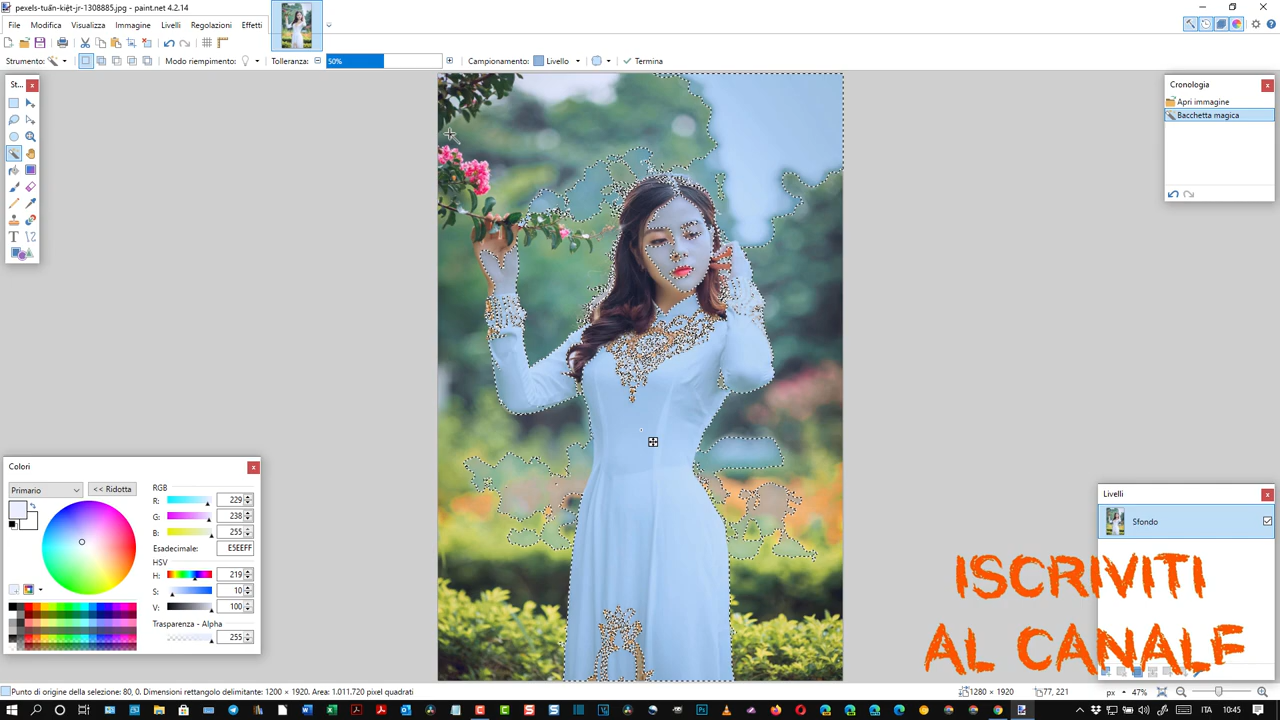 pexels-tuấn-kiệt-jr-1308885.jpg - paint.net 4.2.14
File Modifica Visualizza Immagine Livelli Regolazioni Effetti
Strumento: Modo riempimento: Tolleranza: 50% Campionamento: Livello Termina
St...
Cronologia
Apri immagine
Bacchetta magica
Colori
Primario
<< Ridotta
RGB
R: 229
G: 238
B: 255
Esadecimale: E5EEFF
HSV
H: 219
S: 10
V: 100
Trasparenza - Alpha
255
Livelli
Sfondo
ISCRIVITI
AL CANALE
Punto di origine della selezione: 80, 0. Dimensioni rettangolo delimitante: 1200 × 1920. Area: 1.011.720 pixel quadrati
1280 × 1920
77, 221
px
47%
ITA
10:45